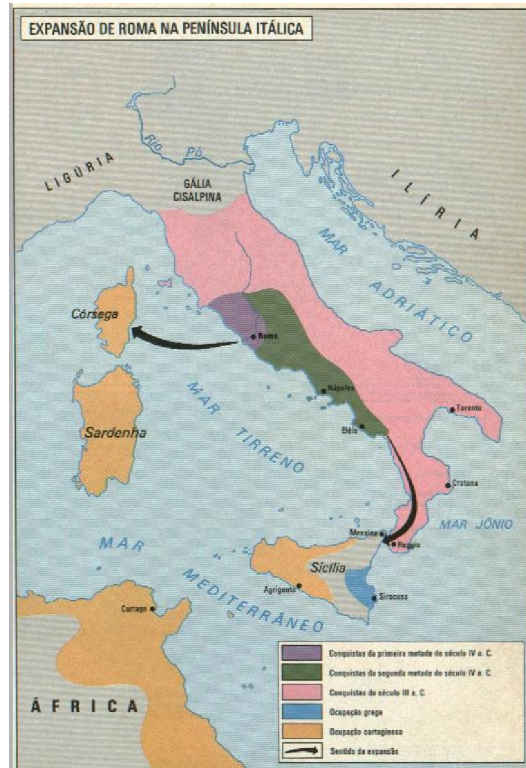 EXPANSÃO DE ROMA NA PENÍNSULA ITÁLICA
LIGÚRIA
Rio Pó
GÁLIA
CISALPINA
ILÍRIA
MAR ADRIÁTICO
Córsega
Roma
Sardenha
MAR TIRRENO
Nápoles
Eléia
Tarento
Crotona
MAR JÔNIO
Messina
Reggio
Sicília
MAR MEDITERRÂNEO
Agrigento
Siracusa
Cartago
ÁFRICA
Conquistas da primeira metade do século IV a. C.
Conquistas da segunda metade do século IV a. C.
Conquistas do século III a. C.
Ocupação grega
Ocupação cartaginesa
Sentido da expansão